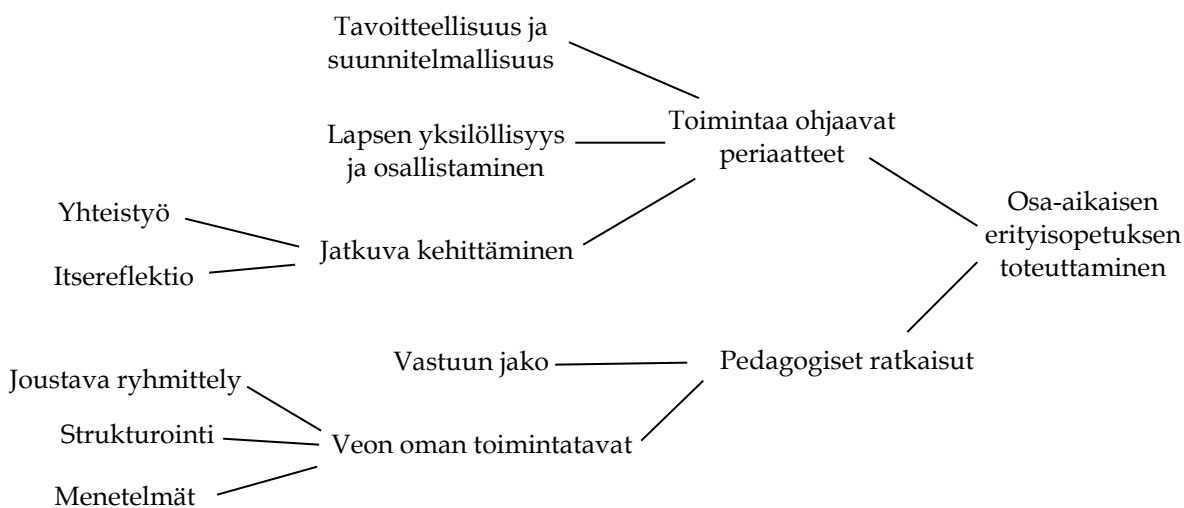 Tavoitteellisuus ja
suunnitelmallisuus
Toimintaa ohjaavat
periaatteet
Lapsen yksilöllisyys
ja osallistaminen
Osa-aikaisen
erityisopetuksen
toteuttaminen
Yhteistyö
Jatkuva kehittäminen
Itsereflektio
Vastuun jako
Pedagogiset ratkaisut
Joustava ryhmittely
Strukturointi
Veon oman toimintatavat
Menetelmät